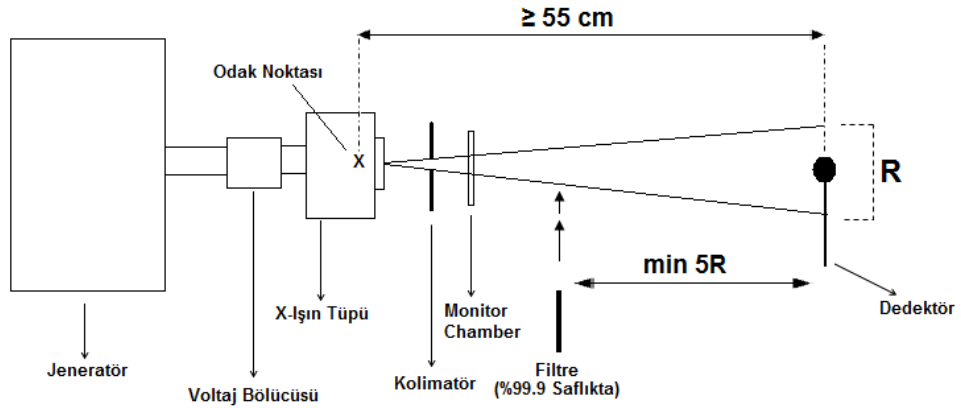 ≥ 55 cm
Odak Noktası
X
R
min 5R
Dedektör
X-Işın Tüpü
Monitor
Chamber
Jeneratör
Voltaj Bölücüsü
Kolimatör
Filtre
(%99.9 Saflıkta)